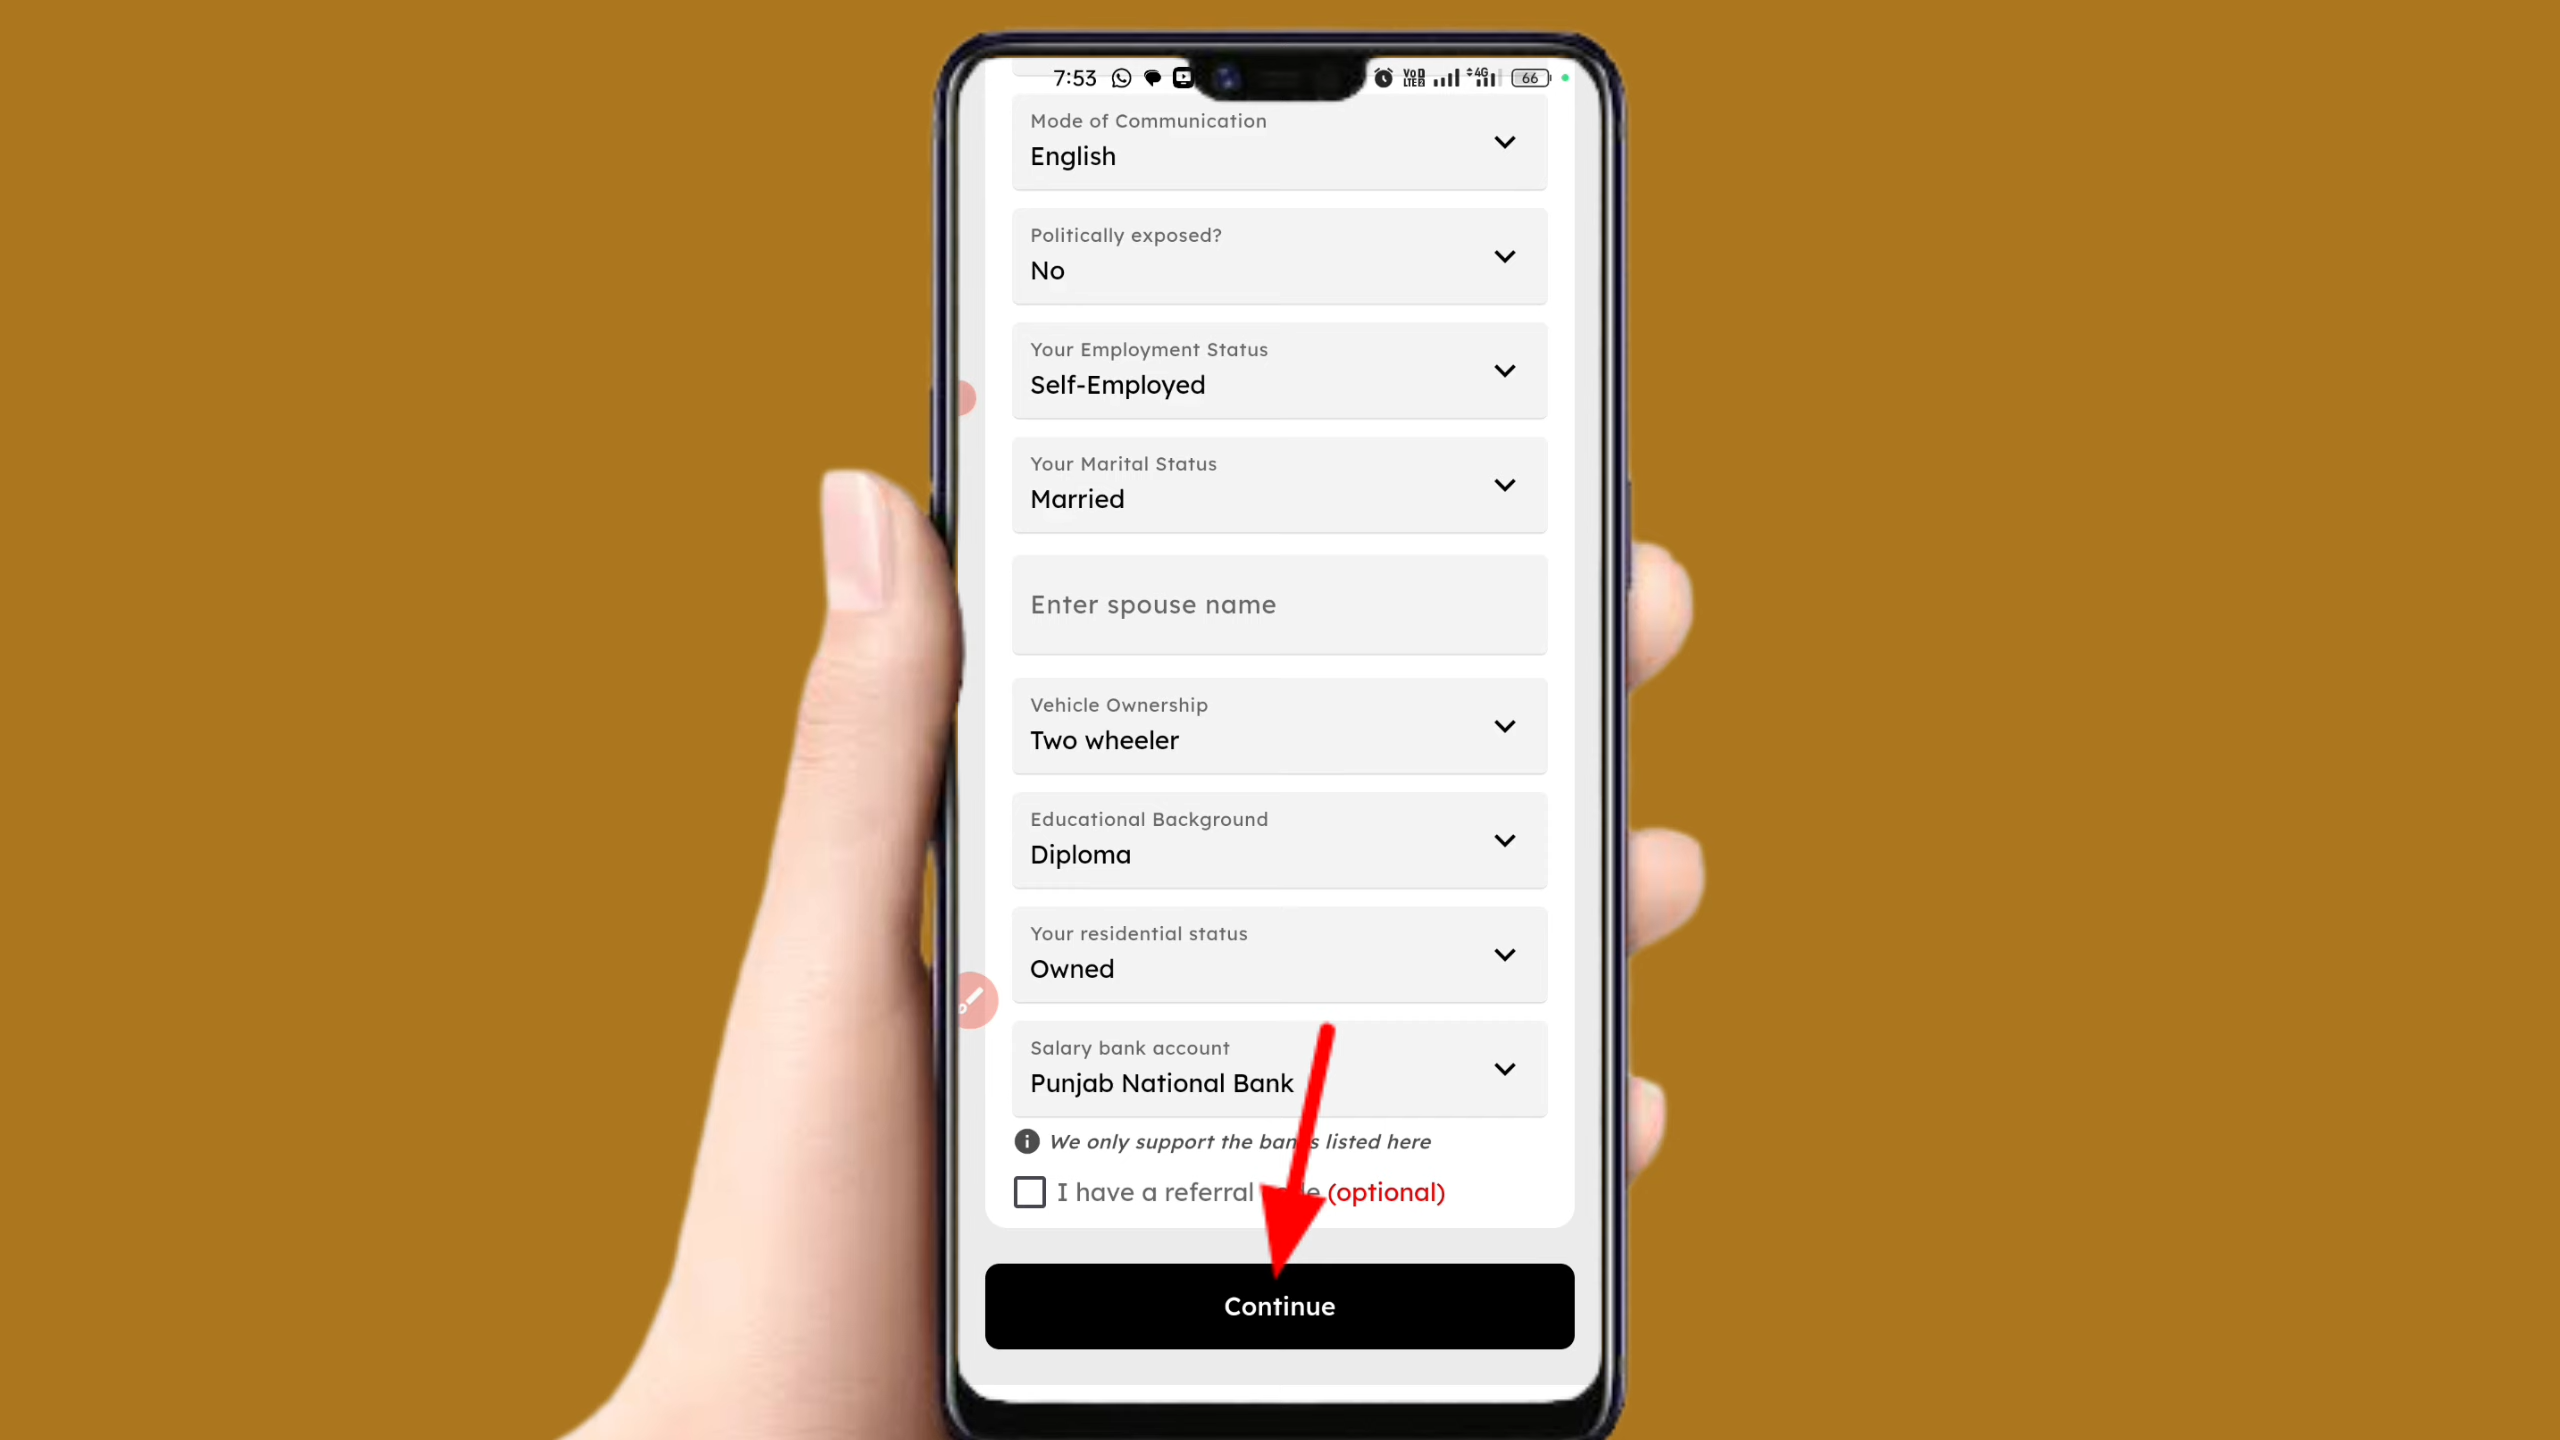 7:53 66
Mode of Communication
English
Politically exposed?
No
Your Employment Status
Self-Employed
Your Marital Status
Married
Enter spouse name
Vehicle Ownership
Two wheeler
Educational Background
Diploma
Your residential status
Owned
Salary bank account
Punjab National Bank
We only support the banks listed here
I have a referral (optional)
Continue